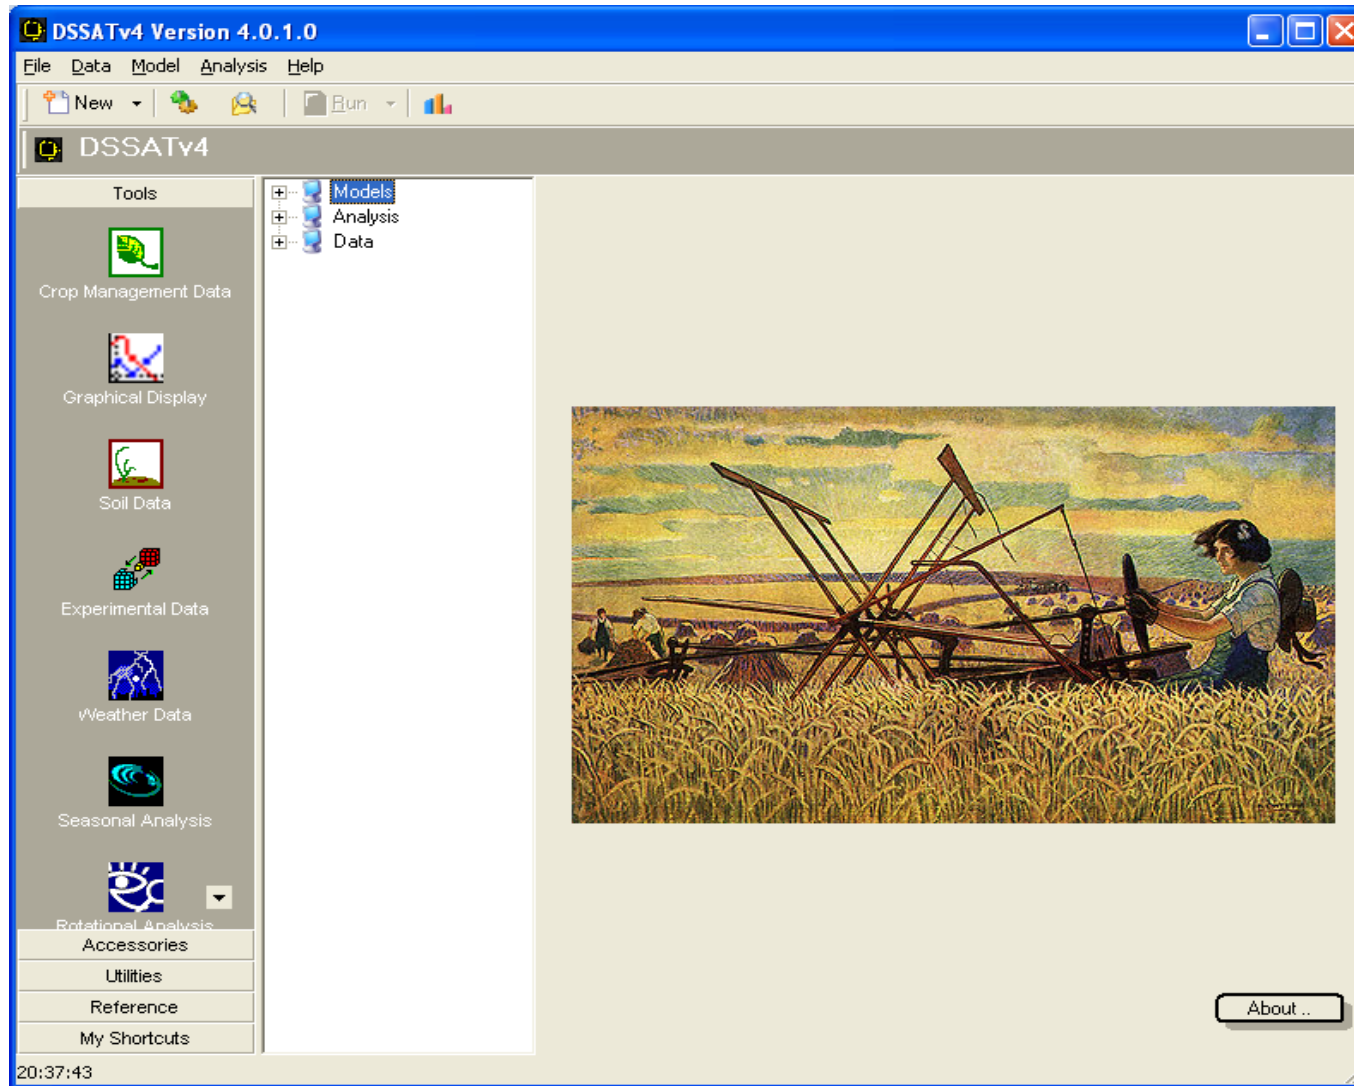 DSSATv4 Version 4.0.1.0
File Data Model Analysis Help
New Run
DSSATv4
Tools
Crop Management Data
Graphical Display
Soil Data
Experimental Data
Weather Data
Seasonal Analysis
Rotational Analysis
Accessories
Utilities
Reference
My Shortcuts
Models
Analysis
Data
About ..
20:37:43